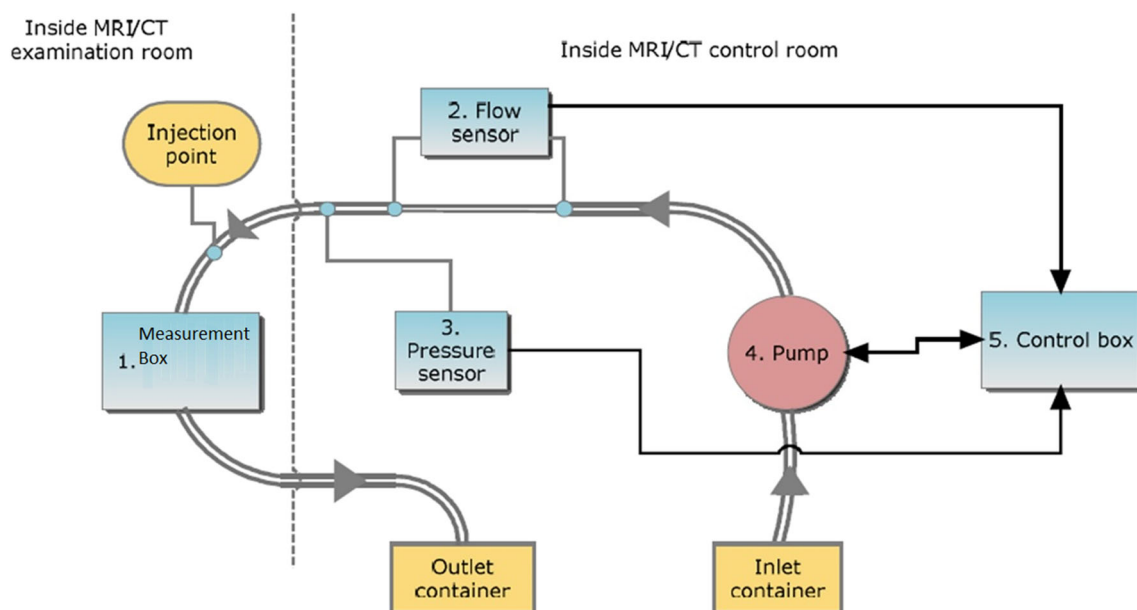 Inside MRI/CT
examination room
Inside MRI/CT control room
Injection
point
2. Flow
sensor
1. Measurement
Box
3.
Pressure
sensor
4. Pump
5. Control box
Outlet
container
Inlet
container